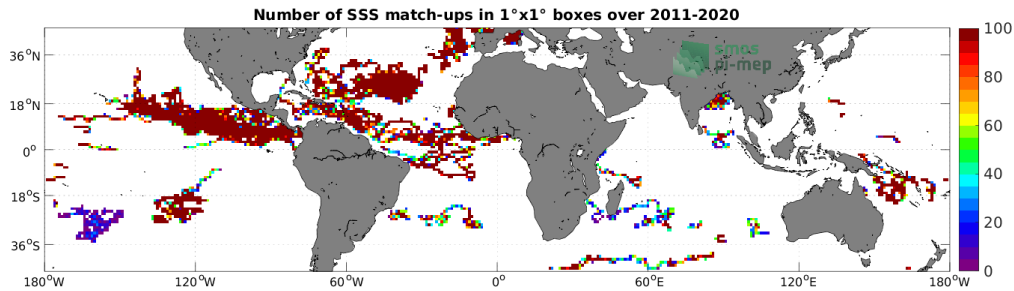 Number of SSS match-ups in 1°x1° boxes over 2011-2020
smos
pi-mep
36°N
18°N
0°
18°S
36°S
180°W 120°W 60°W 0° 60°E 120°E 180°W
100
80
60
40
20
0